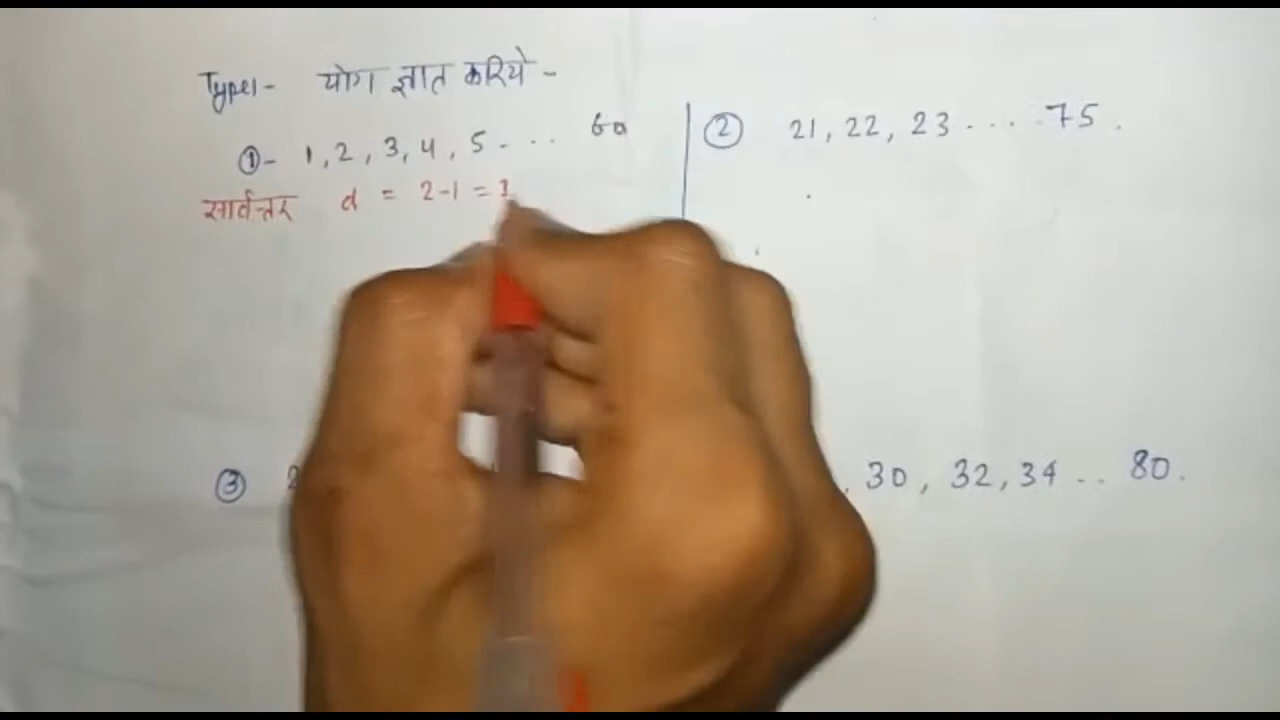 Type1- योग ज्ञात करिये -
①- 1, 2, 3, 4, 5 - ... 60
② 21, 22, 23 .... 75.
सार्वन्तर d = 2-1 = 1
③
30, 32, 34 .. 80.